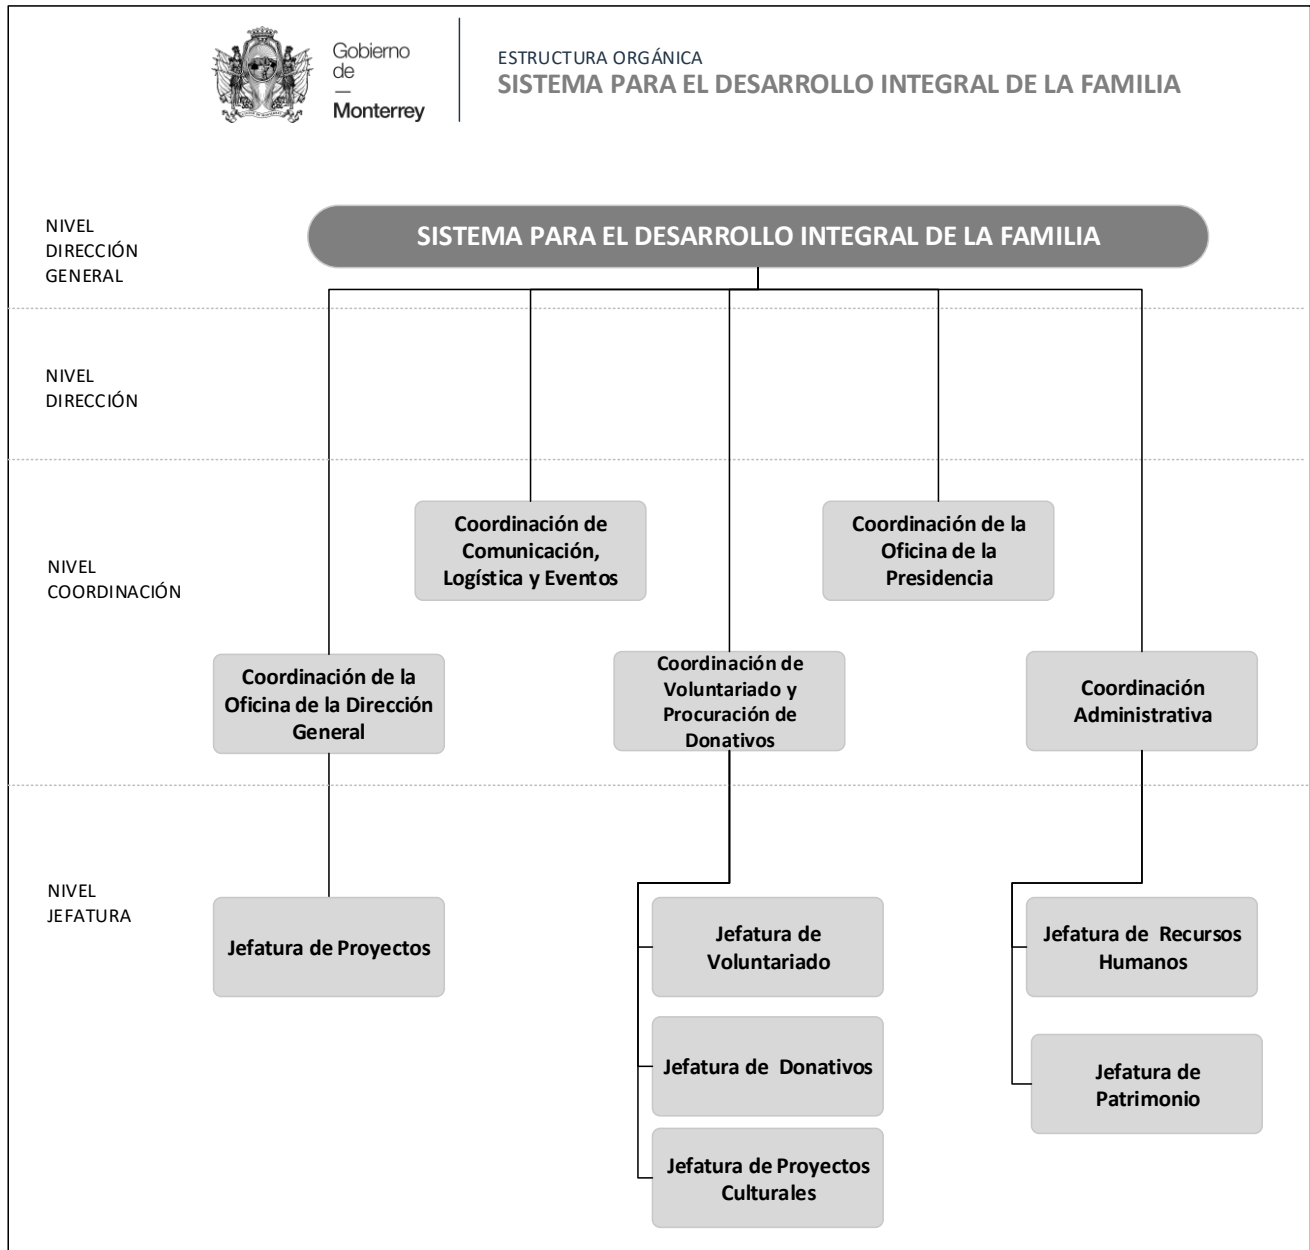 Gobierno
de
—
Monterrey
ESTRUCTURA ORGÁNICA
SISTEMA PARA EL DESARROLLO INTEGRAL DE LA FAMILIA
NIVEL
DIRECCIÓN
GENERAL
SISTEMA PARA EL DESARROLLO INTEGRAL DE LA FAMILIA
NIVEL
DIRECCIÓN
NIVEL
COORDINACIÓN
Coordinación de
Comunicación,
Logística y Eventos
Coordinación de la
Oficina de la
Presidencia
Coordinación de la
Oficina de la Dirección
General
Coordinación de
Voluntariado y
Procuración de
Donativos
Coordinación
Administrativa
NIVEL
JEFATURA
Jefatura de Proyectos
Jefatura de
Voluntariado
Jefatura de Recursos
Humanos
Jefatura de Donativos
Jefatura de
Patrimonio
Jefatura de Proyectos
Culturales